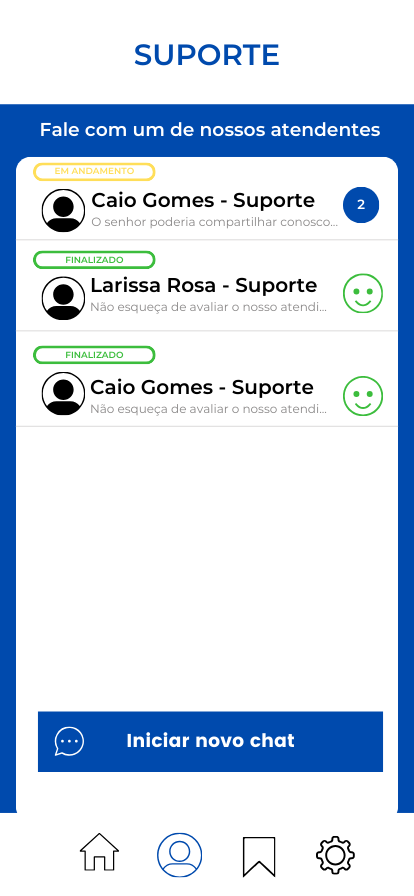 SUPORTE
Fale com um de nossos atendentes
EM ANDAMENTO
Caio Gomes - Suporte
2
O senhor poderia compartilhar conosco...
FINALIZADO
Larissa Rosa - Suporte
Não esqueça de avaliar o nosso atendi...
FINALIZADO
Caio Gomes - Suporte
Não esqueça de avaliar o nosso atendi...
Iniciar novo chat